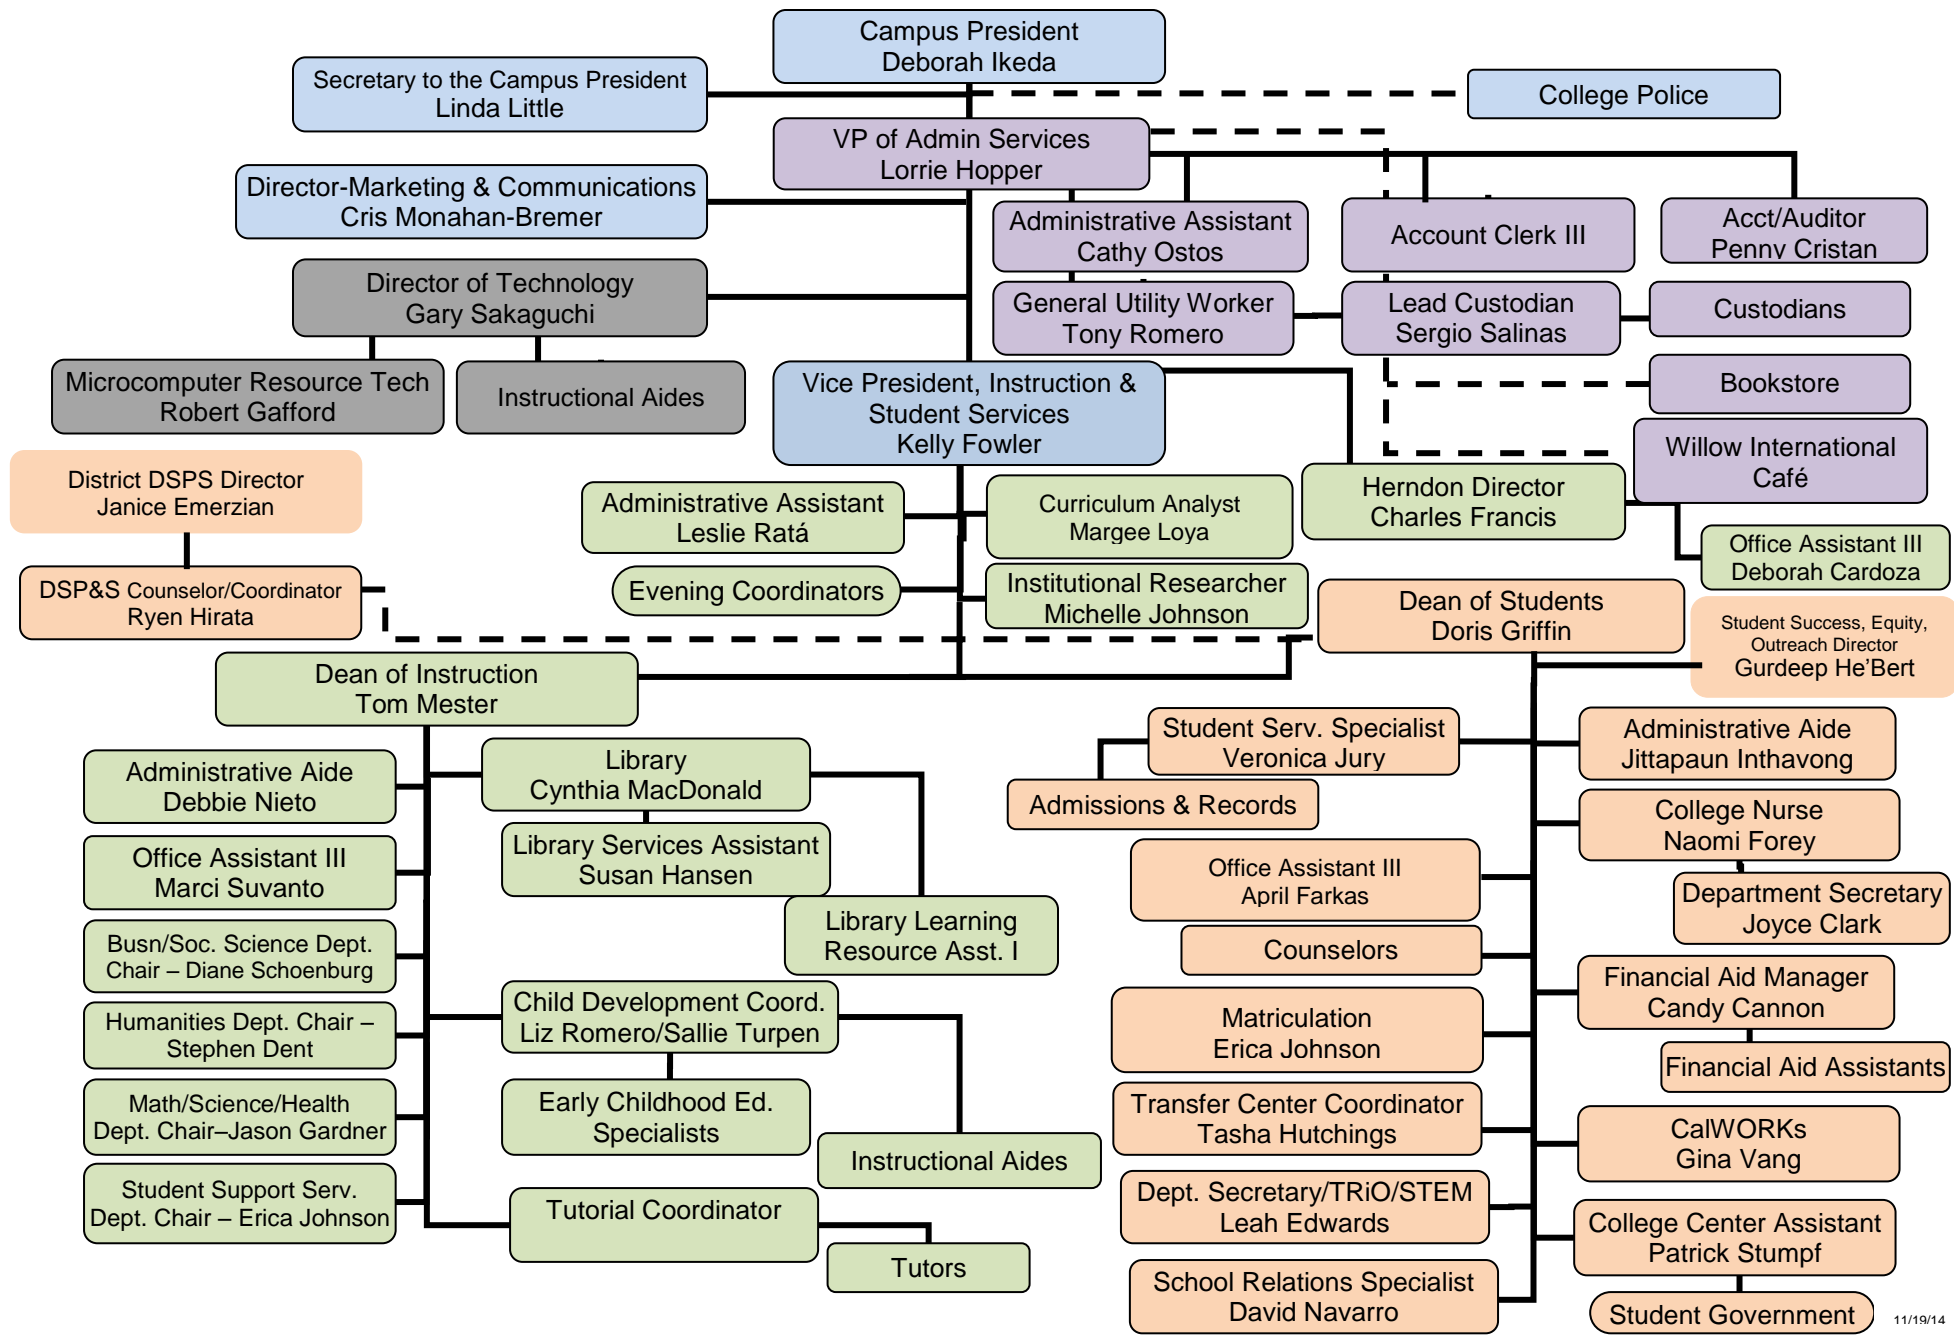 Campus President
Deborah Ikeda
Secretary to the Campus President
Linda Little
College Police
VP of Admin Services
Lorrie Hopper
Director-Marketing & Communications
Cris Monahan-Bremer
Administrative Assistant
Cathy Ostos
Account Clerk III
Acct/Auditor
Penny Cristan
Director of Technology
Gary Sakaguchi
General Utility Worker
Tony Romero
Lead Custodian
Sergio Salinas
Custodians
Microcomputer Resource Tech
Robert Gafford
Instructional Aides
Vice President, Instruction &
Student Services
Kelly Fowler
Bookstore
Willow International
Café
District DSPS Director
Janice Emerzian
Administrative Assistant
Leslie Ratá
Curriculum Analyst
Margee Loya
Herndon Director
Charles Francis
Office Assistant III
Deborah Cardoza
DSP&S Counselor/Coordinator
Ryen Hirata
Evening Coordinators
Institutional Researcher
Michelle Johnson
Dean of Students
Doris Griffin
Student Success, Equity,
Outreach Director
Gurdeep He’Bert
Dean of Instruction
Tom Mester
Administrative Aide
Debbie Nieto
Library
Cynthia MacDonald
Office Assistant III
Marci Suvanto
Library Services Assistant
Susan Hansen
Library Learning
Resource Asst. I
Busn/Soc. Science Dept.
Chair – Diane Schoenburg
Humanities Dept. Chair –
Stephen Dent
Child Development Coord.
Liz Romero/Sallie Turpen
Math/Science/Health
Dept. Chair–Jason Gardner
Early Childhood Ed.
Specialists
Instructional Aides
Student Support Serv.
Dept. Chair – Erica Johnson
Tutorial Coordinator
Tutors
Student Serv. Specialist
Veronica Jury
Admissions & Records
Administrative Aide
Jittapaun Inthavong
College Nurse
Naomi Forey
Office Assistant III
April Farkas
Department Secretary
Joyce Clark
Counselors
Financial Aid Manager
Candy Cannon
Matriculation
Erica Johnson
Financial Aid Assistants
Transfer Center Coordinator
Tasha Hutchings
CalWORKs
Gina Vang
Dept. Secretary/TRiO/STEM
Leah Edwards
College Center Assistant
Patrick Stumpf
School Relations Specialist
David Navarro
Student Government
11/19/14